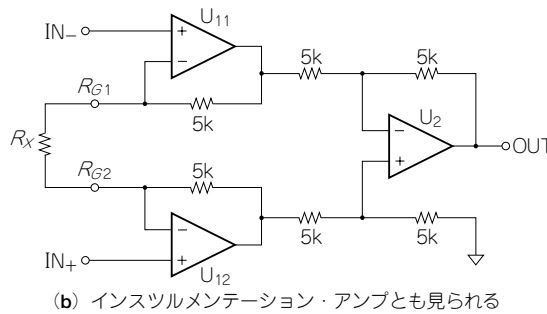 IN−
U11
5k
5k
RG1
5k
U2
RX
OUT
RG2
5k
5k
5k
IN+
U12
(b) インスツルメンテーション・アンプとも見られる